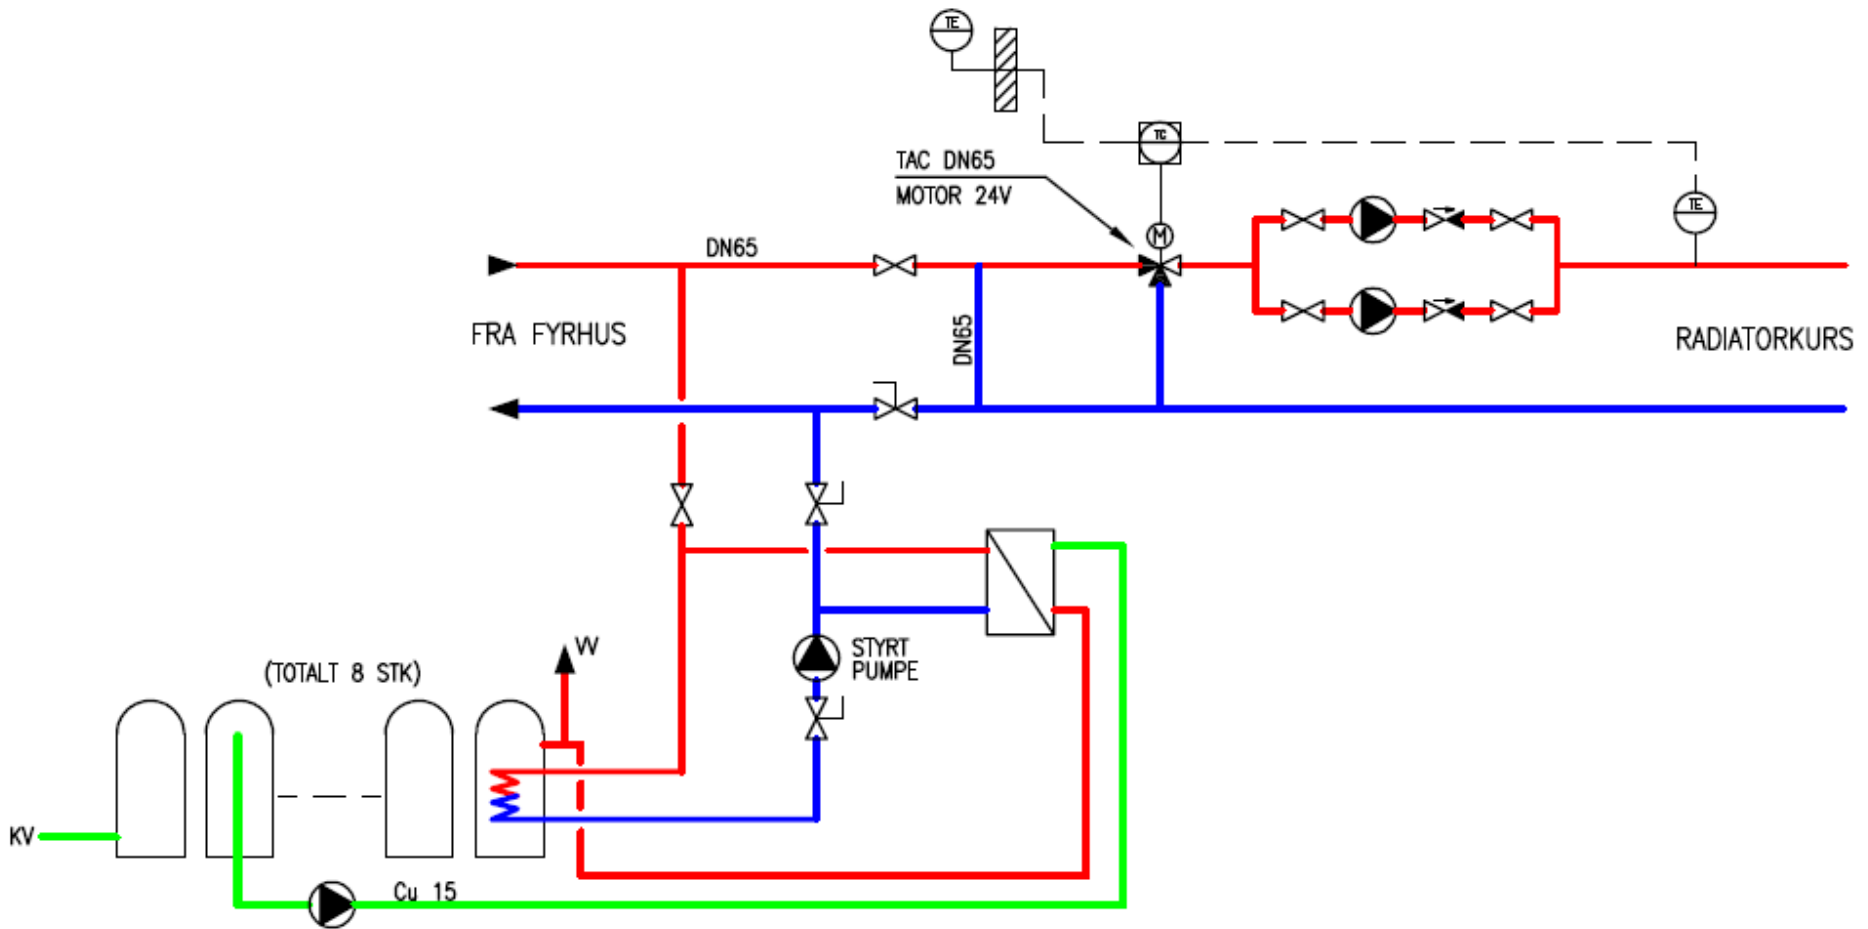 TE
TC
TAC DN65
MOTOR 24V
TE
M
DN65
FRA FYRHUS
DN65
RADIATORKURS
STYRT
PUMPE
VV
(TOTALT 8 STK)
KV
Cu 15